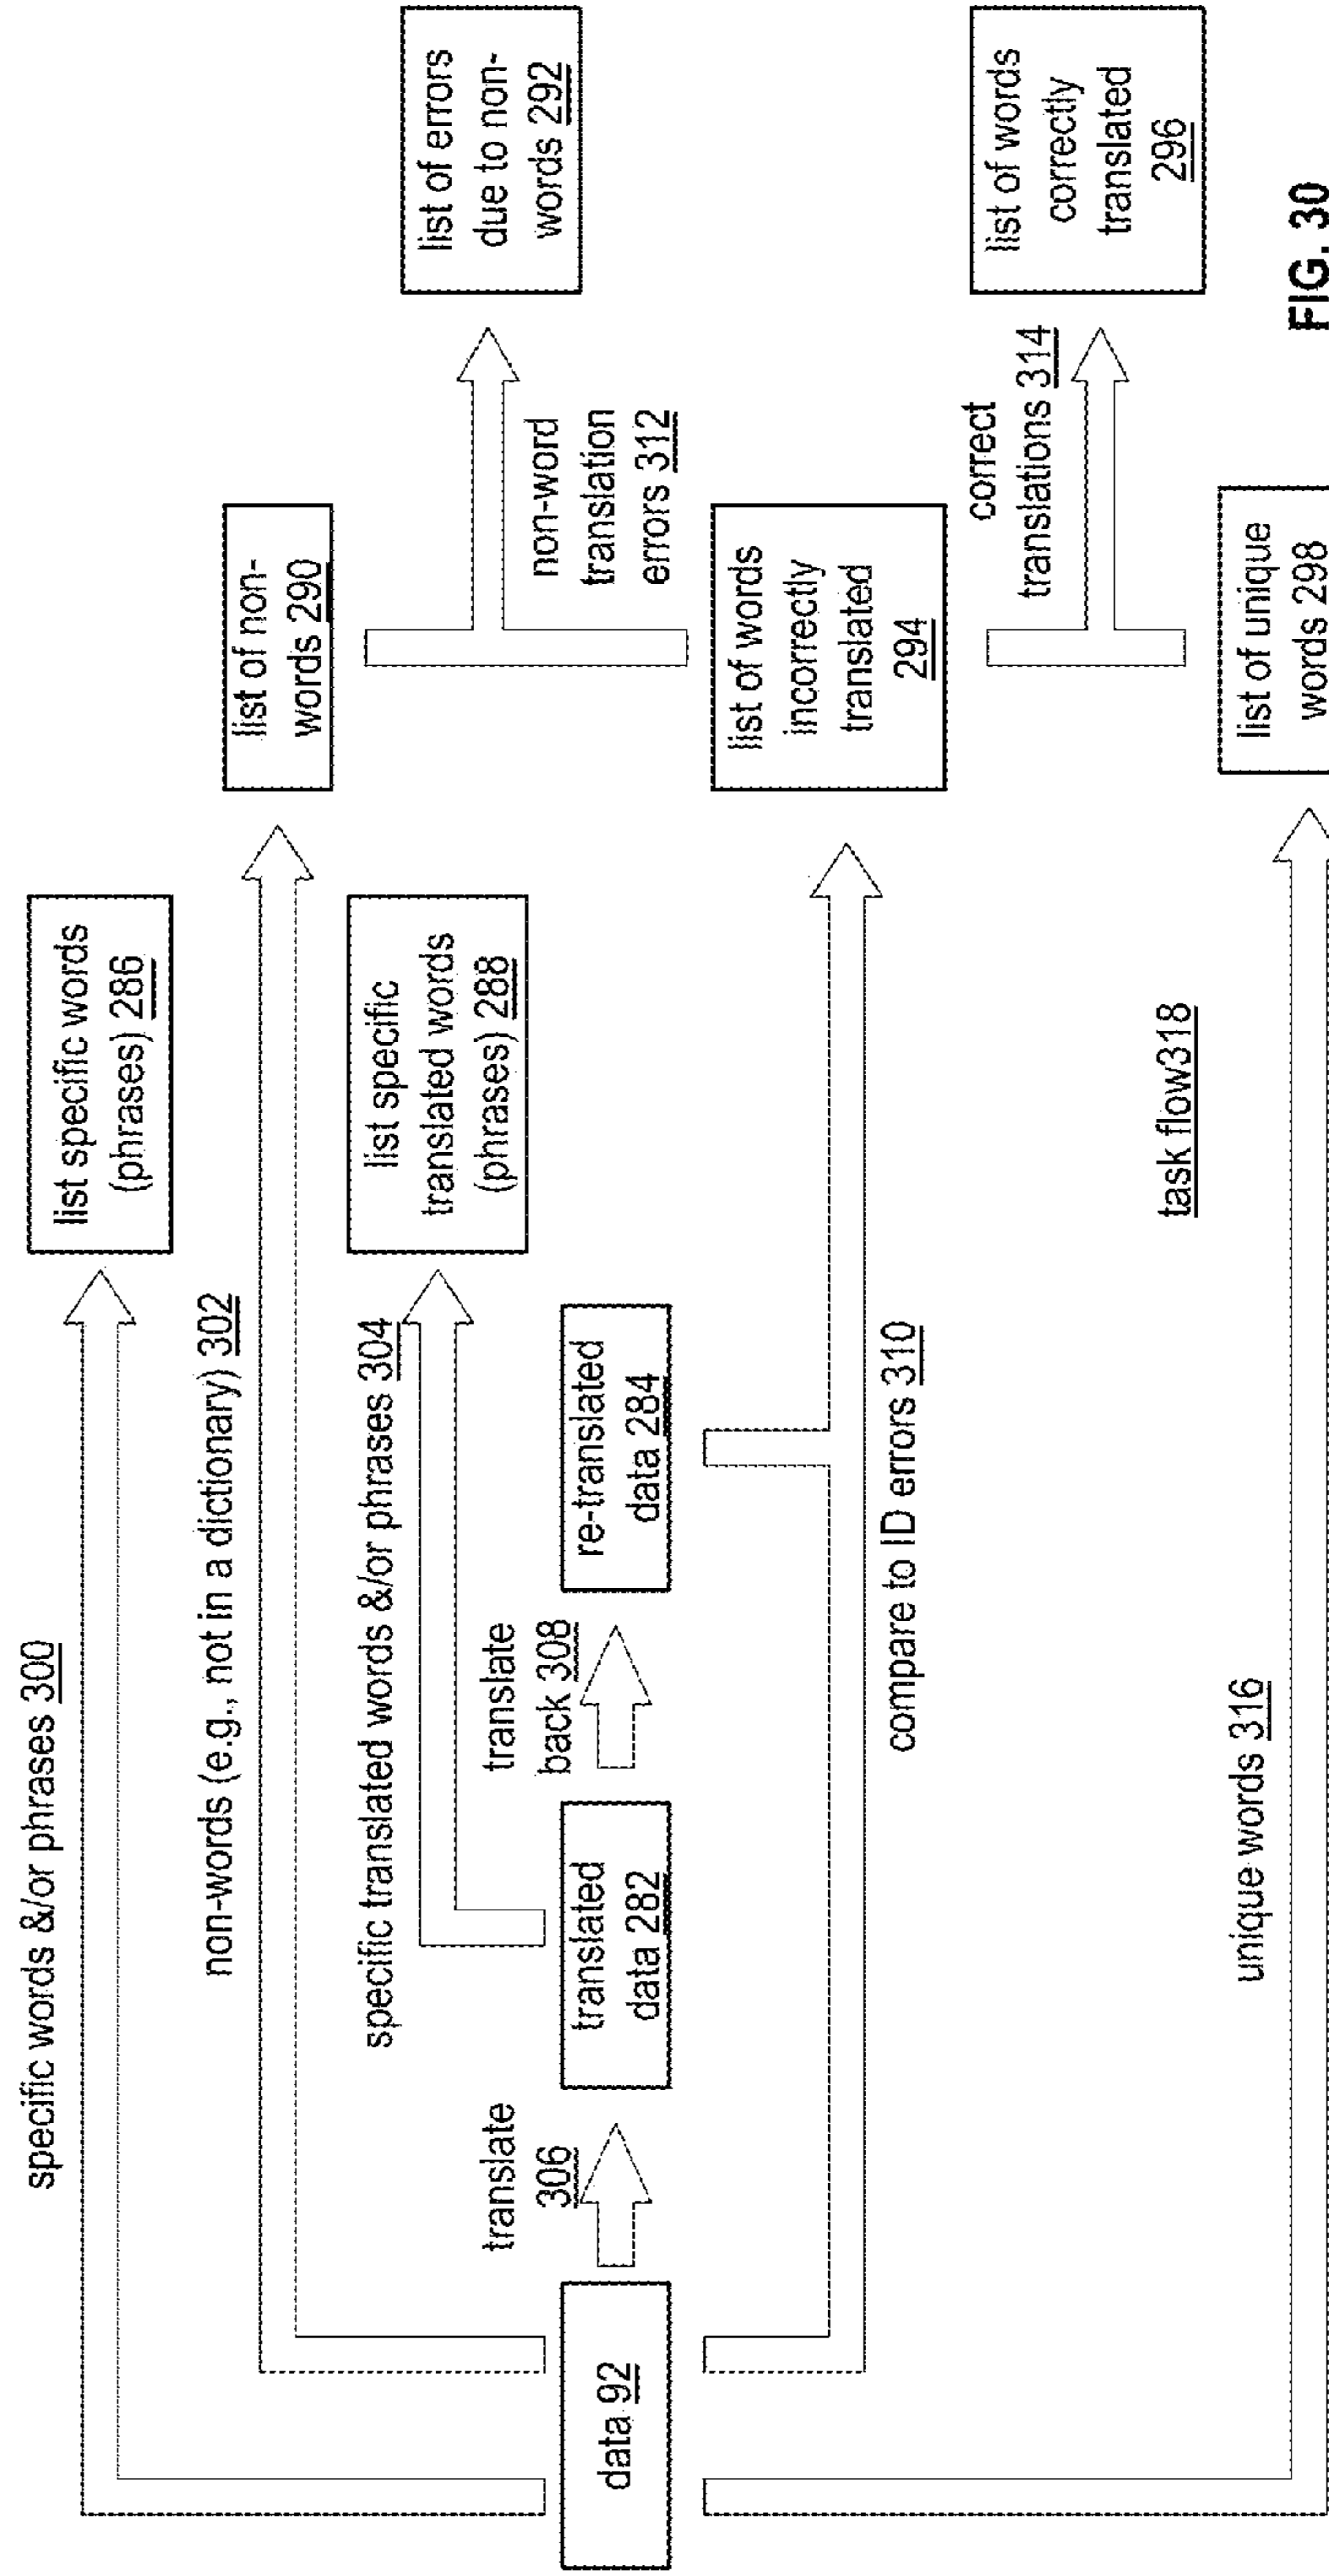 specific words &/or phrases 300
list specific words
(phrases) 286
non-words (e.g., not in a dictionary) 302
list of non-
words 290
specific translated words &/or phrases 304
list specific
translated words
(phrases) 288
list of errors
due to non-
words 292
data 92
translate
306
translated
data 282
translate
back 308
re-translated
data 284
non-word
translation
errors 312
compare to ID errors 310
list of words
incorrectly
translated
294
correct
translations 314
list of words
correctly
translated
296
unique words 316
task flow318
list of unique
words 298
FIG. 30